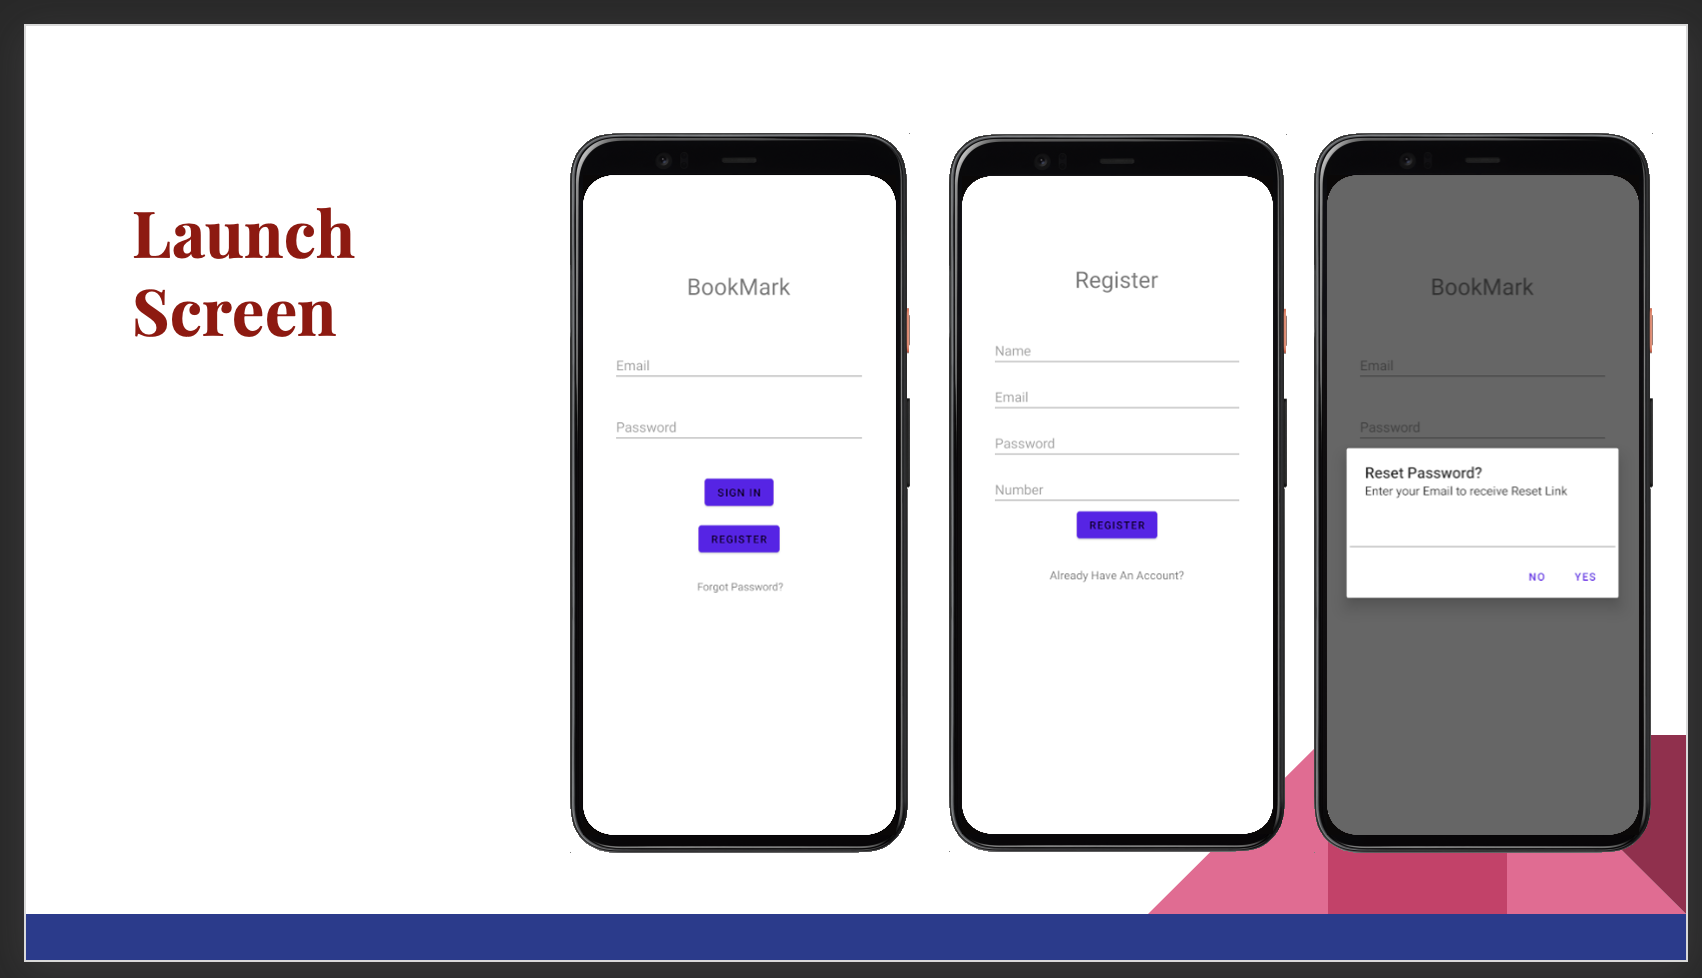 Launch
Screen
BookMark
Email
Password
SIGN IN
REGISTER
Forgot Password?
Register
Name
Email
Password
Number
REGISTER
Already Have An Account?
BookMark
Email
Password
Reset Password?
Enter your Email to receive Reset Link
NO YES